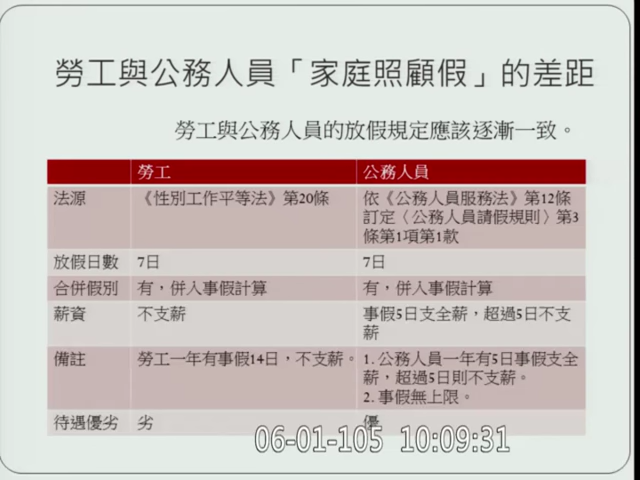 勞工與公務人員「家庭照顧假」的差距
勞工與公務人員的放假規定應該逐漸一致。
勞工 公務人員
法源 《性別工作平等法》第20條 依《公務人員服務法》第12條
訂定〈公務人員請假規則〉第3
條第1項第1款
放假日數 7日 7日
合併假別 有，併入事假計算 有，併入事假計算
薪資 不支薪 事假5日支全薪，超過5日不支
薪
備註 勞工一年有事假14日，不支薪。 1. 公務人員一年有5日事假支全
薪，超過5日則不支薪。
2. 事假無上限。
待遇優劣 劣 優
06-01-105 10:09:31